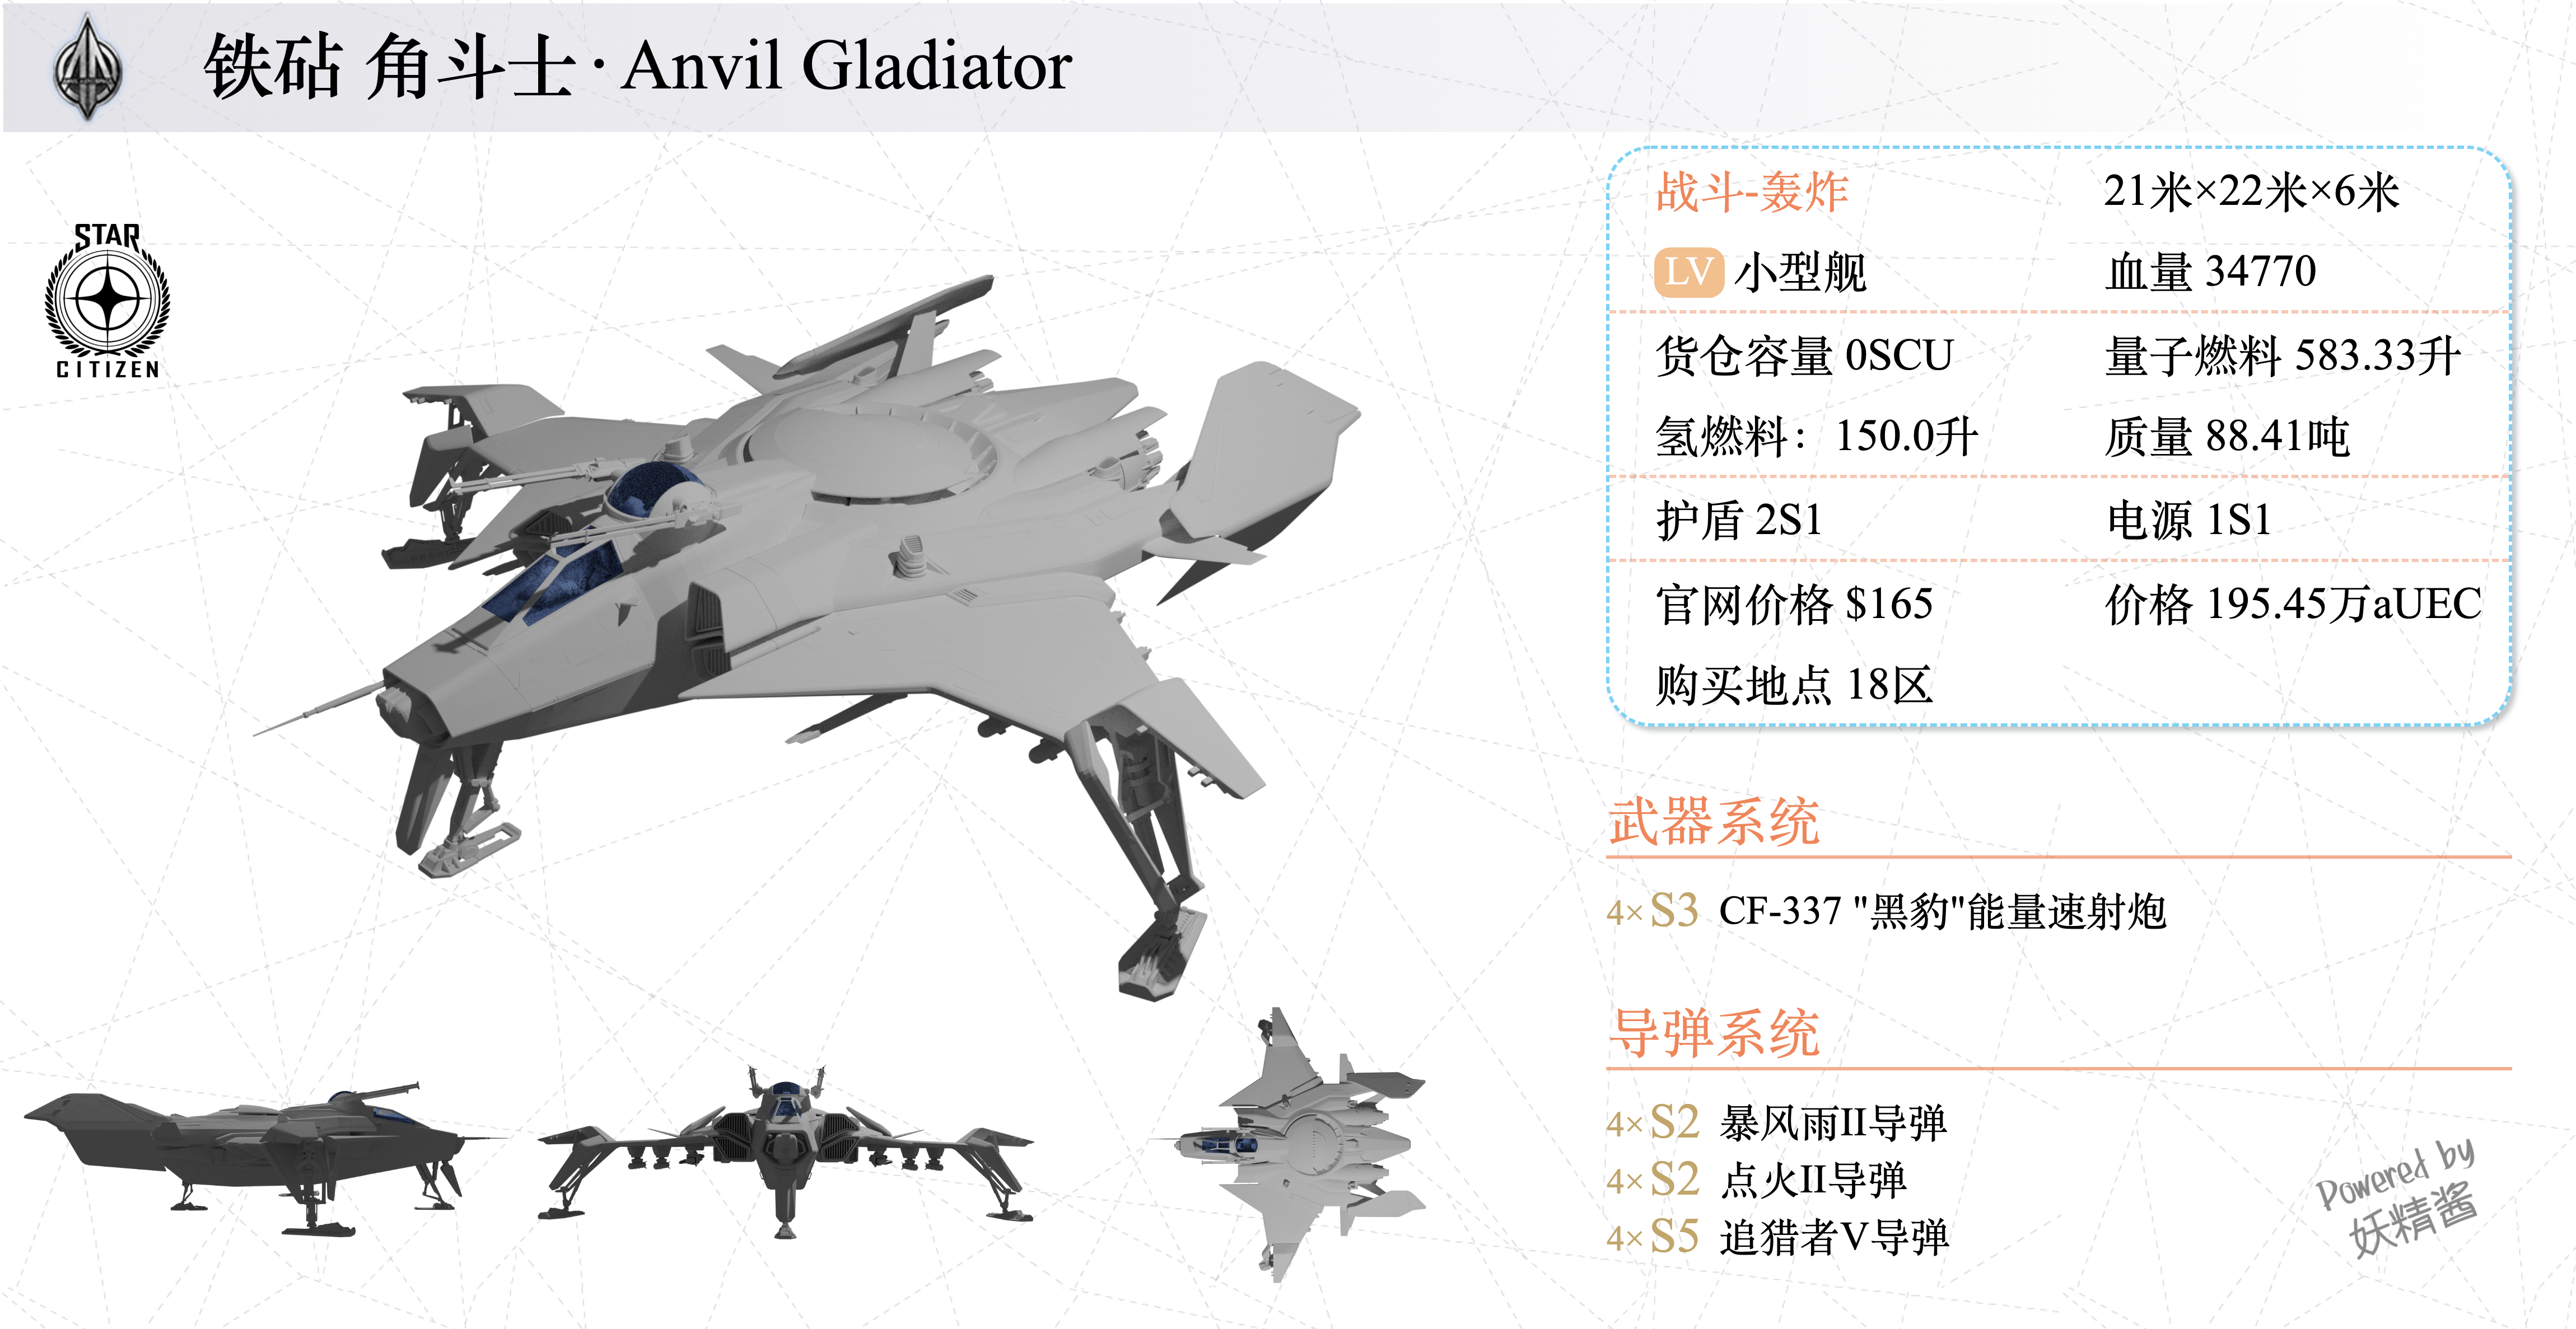 铁砧 角斗士·Anvil Gladiator
STAR
CITIZEN
战斗-轰炸 21米×22米×6米
LV 小型舰 血量 34770
货仓容量 0SCU 量子燃料 583.33升
氢燃料：150.0升 质量 88.41吨
护盾 2S1 电源 1S1
官网价格 $165 价格 195.45万aUEC
购买地点 18区
武器系统
4× S3 CF-337 "黑豹"能量速射炮
导弹系统
4× S2 暴风雨II导弹
4× S2 点火II导弹
4× S5 追猎者V导弹
Powered by
妖精酱